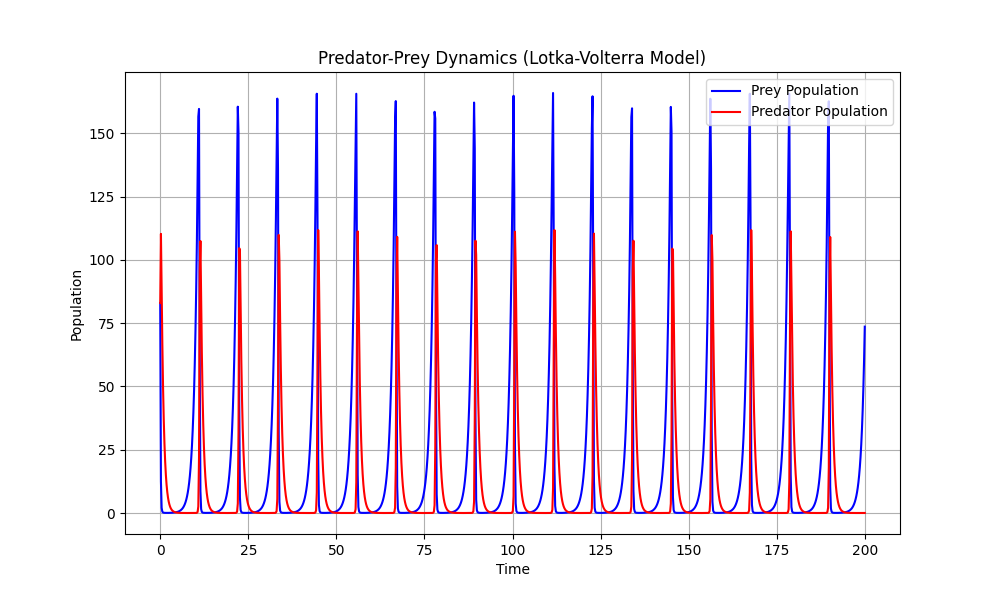 Predator-Prey Dynamics (Lotka-Volterra Model)
Prey Population
Predator Population
Population
150
125
100
75
50
25
0
0 25 50 75 100 125 150 175 200
Time